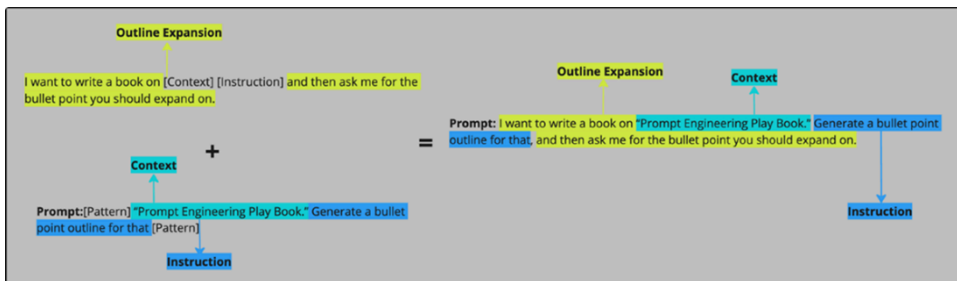 Outline Expansion
I want to write a book on [Context] [Instruction] and then ask me for the
bullet point you should expand on.
+
Context
Prompt:[Pattern] “Prompt Engineering Play Book.” Generate a bullet
point outline for that [Pattern]
Instruction
=
Outline Expansion
Context
Prompt: I want to write a book on “Prompt Engineering Play Book.” Generate a bullet point
outline for that, and then ask me for the bullet point you should expand on.
Instruction